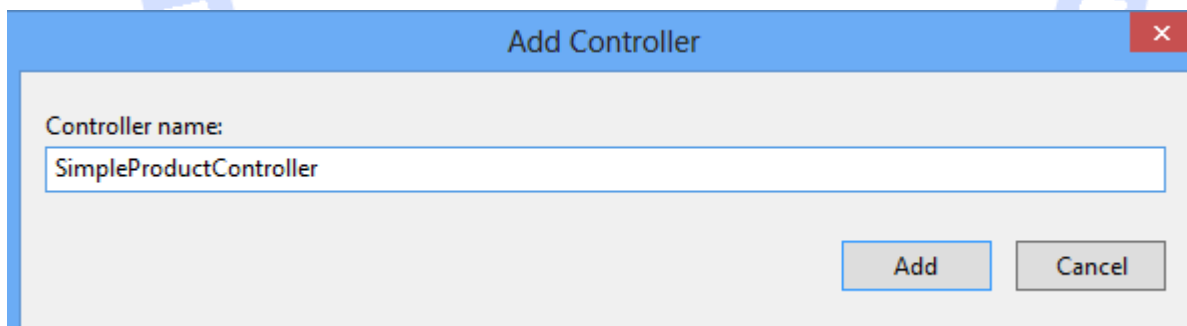 Add Controller
Controller name:
SimpleProductController
Add Cancel